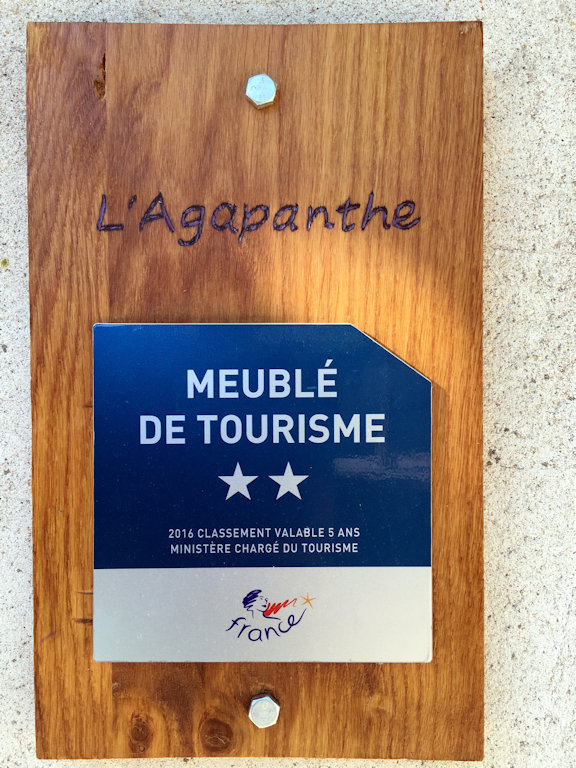 L'Agapanthe
MEUBLÉ
DE TOURISME
2016 CLASSEMENT VALABLE 5 ANS
MINISTÈRE CHARGÉ DU TOURISME
france